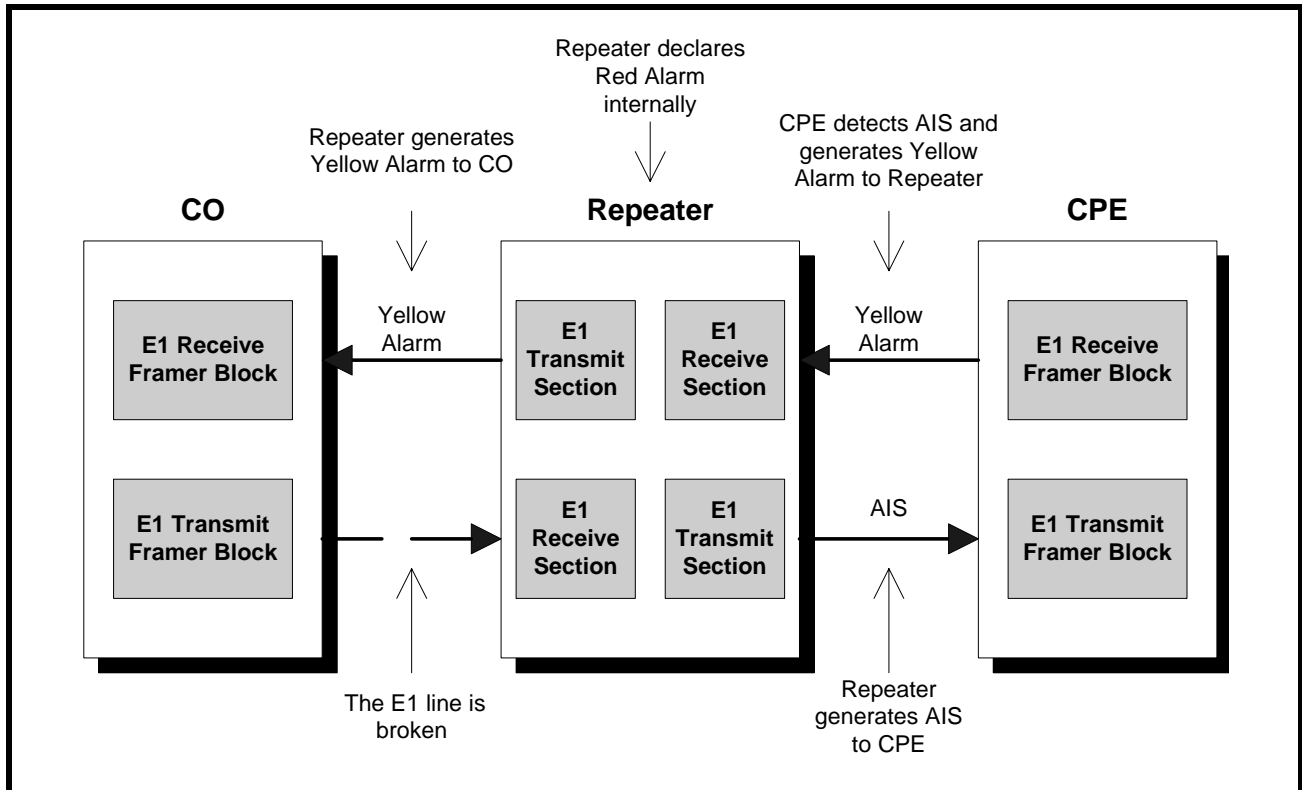 Repeater declares
Red Alarm
internally
Repeater generates
Yellow Alarm to CO
CPE detects AIS and
generates Yellow
Alarm to Repeater
CO
Repeater
CPE
E1 Receive
Framer Block
Yellow
Alarm
E1
Transmit
Section
E1
Receive
Section
Yellow
Alarm
E1 Receive
Framer Block
E1 Transmit
Framer Block
E1
Receive
Section
E1
Transmit
Section
AIS
E1 Transmit
Framer Block
The E1 line is
broken
Repeater
generates AIS
to CPE